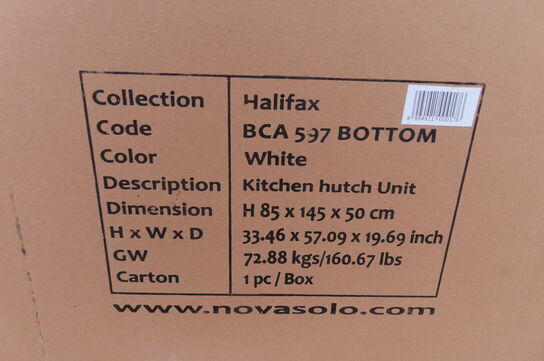 Collection Halifax
Code BCA 597 BOTTOM
Color White
Description Kitchen hutch Unit
Dimension H 85 x 145 x 50 cm
H x W x D 33.46 x 57.09 x 19.69 inch
GW 72.88 kgs/160.67 lbs
Carton 1 pc / Box
www.novasolo.com